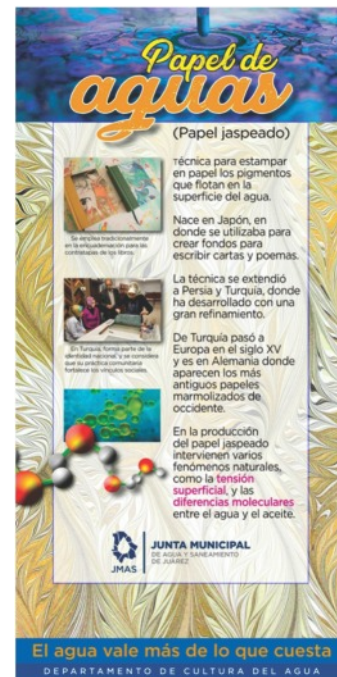 Papel de
aguas
(Papel jaspeado)
Técnica para estampar
en papel los pigmentos
que flotan en la
superficie del agua.
Nace en Japón, en
donde se utilizaba para
crear fondos para
escribir cartas y poemas.
La técnica se extendió
a Persia y Turquía, donde
ha desarrollado con una
gran refinamiento.
De Turquía pasó a
Europa en el siglo XV
y es en Alemania donde
aparecen los más
antiguos papeles
marmolizados de
occidente.
En la producción
del papel jaspeado
intervienen varios
fenómenos naturales,
como la tensión
superficial, y las
diferencias moleculares
entre el agua y el aceite.
Se emplea tradicionalmente
en la encuadernación para las
contratapas de los libros.
En Turquía, forma parte de la
identidad nacional, y se considera
que su práctica comunitaria
fortalece los vínculos sociales.
JMAS
JUNTA MUNICIPAL
DE AGUA Y SANEAMIENTO
DE JUAREZ
El agua vale más de lo que cuesta
DEPARTAMENTO DE CULTURA DEL AGUA